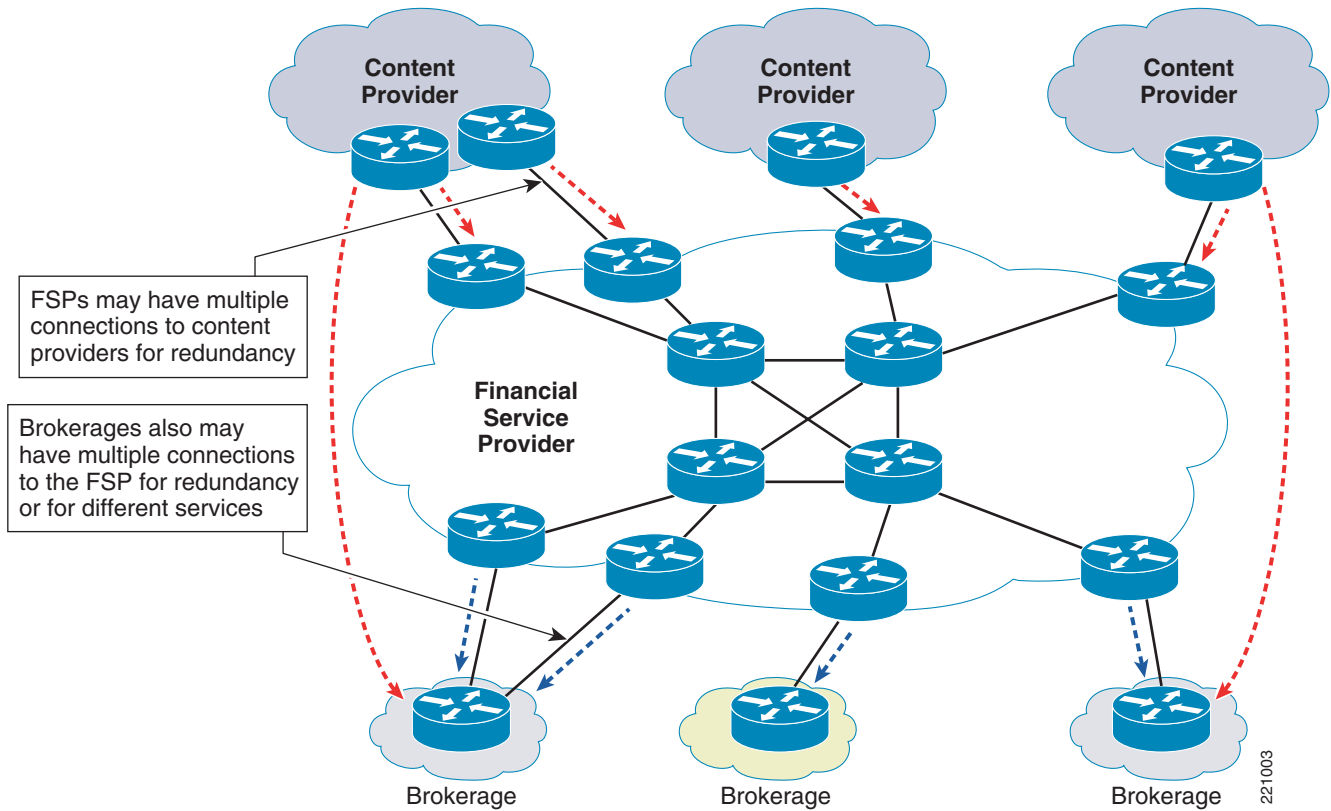 Content
Provider
Content
Provider
Content
Provider
FSPs may have multiple
connections to content
providers for redundancy
Financial
Service
Provider
Brokerages also may
have multiple connections
to the FSP for redundancy
or for different services
Brokerage
Brokerage
Brokerage
221003